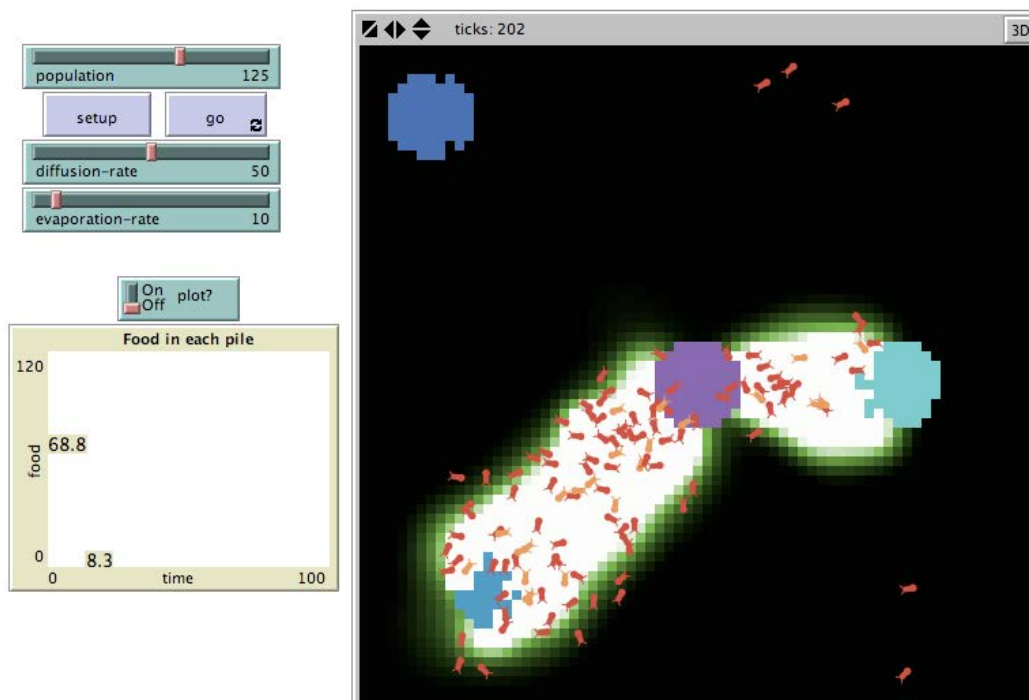 ticks: 202
3D
population 125
setup
go
diffusion-rate 50
evaporation-rate 10
On
Off
plot?
Food in each pile
120
68.8
food
0
8.3
0 time 100